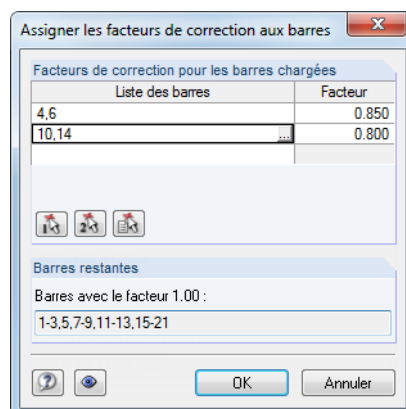 Assigner les facteurs de correction aux barres
Facteurs de correction pour les barres chargées
Liste des barres Facteur
4,6 0.850
10,14 ... 0.800
1 2
Barres restantes
Barres avec le facteur 1.00 :
1-3,5,7-9,11-13,15-21
OK Annuler